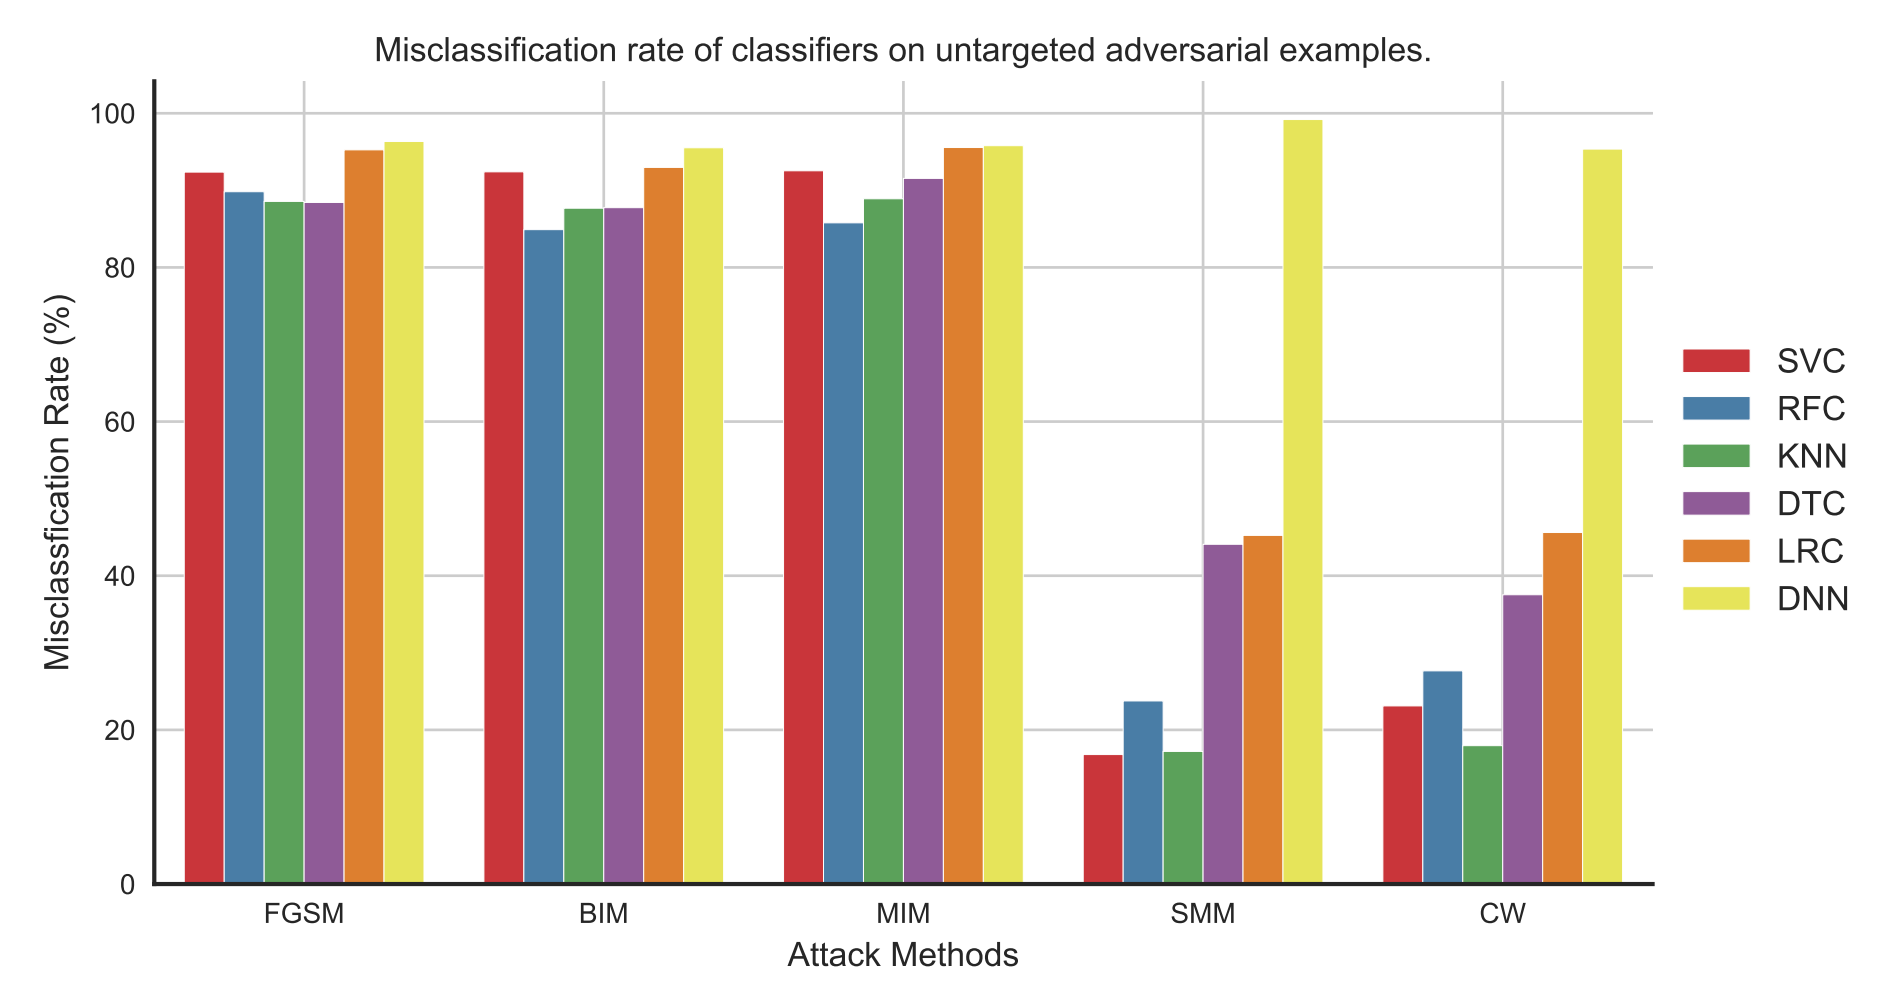 Misclassification rate of classifiers on untargeted adversarial examples.
Misclassfication Rate (%)
100
80
60
40
20
0
FGSM BIM MIM SMM CW
Attack Methods
SVC
RFC
KNN
DTC
LRC
DNN